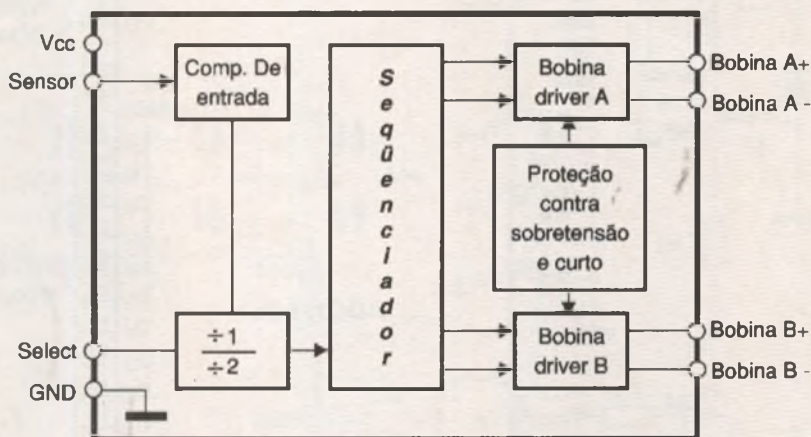 Vcc
Sensor
Comp. De
entrada
Select
÷1
÷2
GND
Seqüenciador
Bobina
driver A
Proteção
contra
sobretensão
e curto
Bobina
driver B
Bobina A+
Bobina A -
Bobina B+
Bobina B -